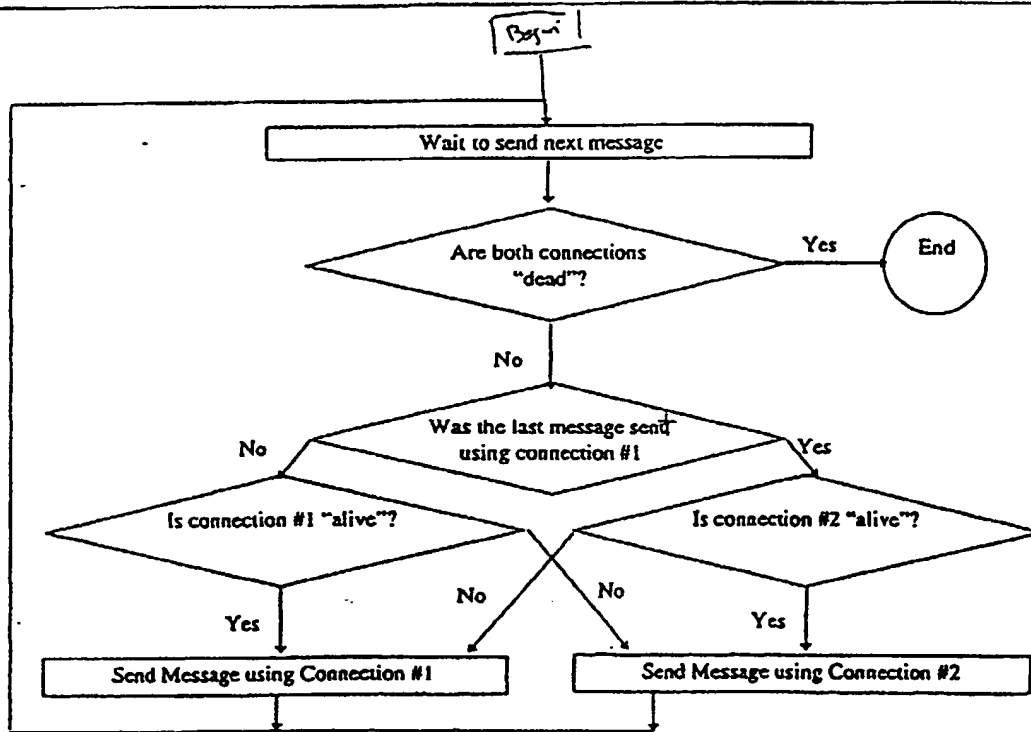 Begin
Wait to send next message
Are both connections
"dead"?
Yes
End
No
Was the last message send
using connection #1
No
Yes
Is connection #1 "alive"?
Is connection #2 "alive"?
No
No
Yes
Yes
Send Message using Connection #1
Send Message using Connection #2